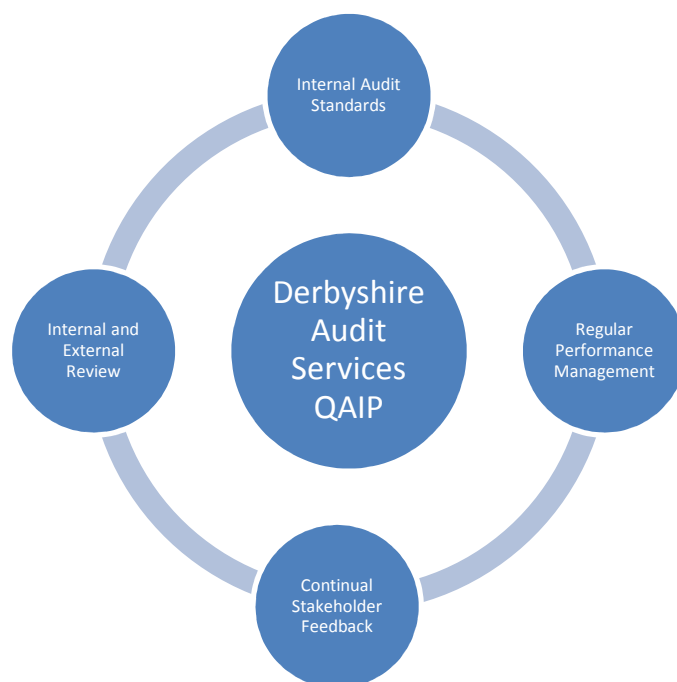 Internal Audit
Standards
Derbyshire
Audit
Services
QAIP
Internal and
External
Review
Regular
Performance
Management
Continual
Stakeholder
Feedback